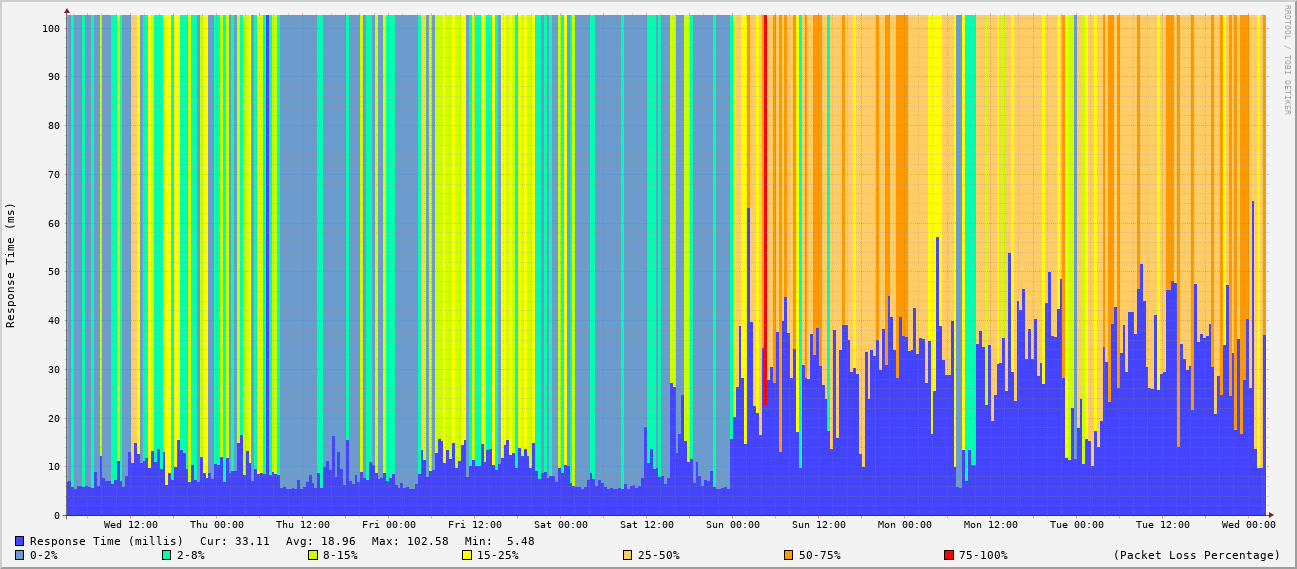 RRDTOOL / TOBI OETIKER
Response Time (ms)
100
90
80
70
60
50
40
30
20
10
0
Wed 12:00 Thu 00:00 Thu 12:00 Fri 00:00 Fri 12:00 Sat 00:00 Sat 12:00 Sun 00:00 Sun 12:00 Mon 00:00 Mon 12:00 Tue 00:00 Tue 12:00 Wed 00:00
Response Time (millis) Cur: 33.11 Avg: 18.96 Max: 102.58 Min: 5.48
0-2% 2-8% 8-15% 15-25% 25-50% 50-75% 75-100% (Packet Loss Percentage)